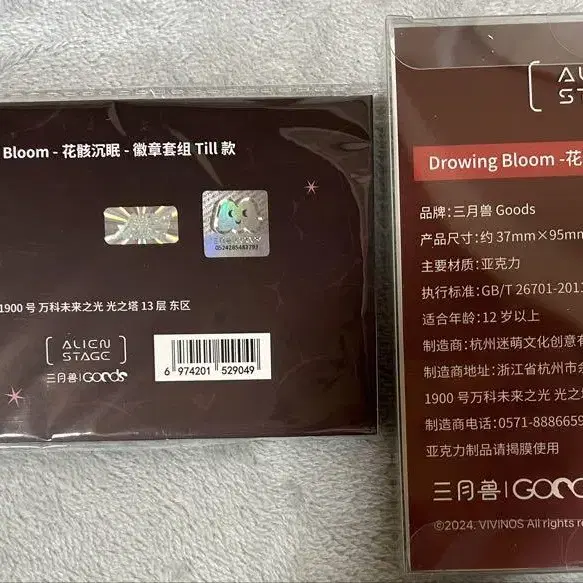 Bloom - 花骸沉眠 - 徽章套组 Till 款
1900 号 万科未来之光 光之塔 13 层 东区
ALIEN
STAGE
三月兽 | Goods
6 974201 529049
ALIEN
STAGE
Drowing Bloom -花
品牌：三月兽 Goods
产品尺寸：约 37mm×95mm
主要材质：亚克力
执行标准：GB/T 26701-201
适合年龄：12 岁以上
制造商：杭州迷萌文化创意有
制造商地址：浙江省杭州市余
1900 号万科未来之光 光之
制造商电话：0571-8886659
亚克力制品请揭膜使用
三月兽 | GOODS
©2024. VIVINOS All rights re